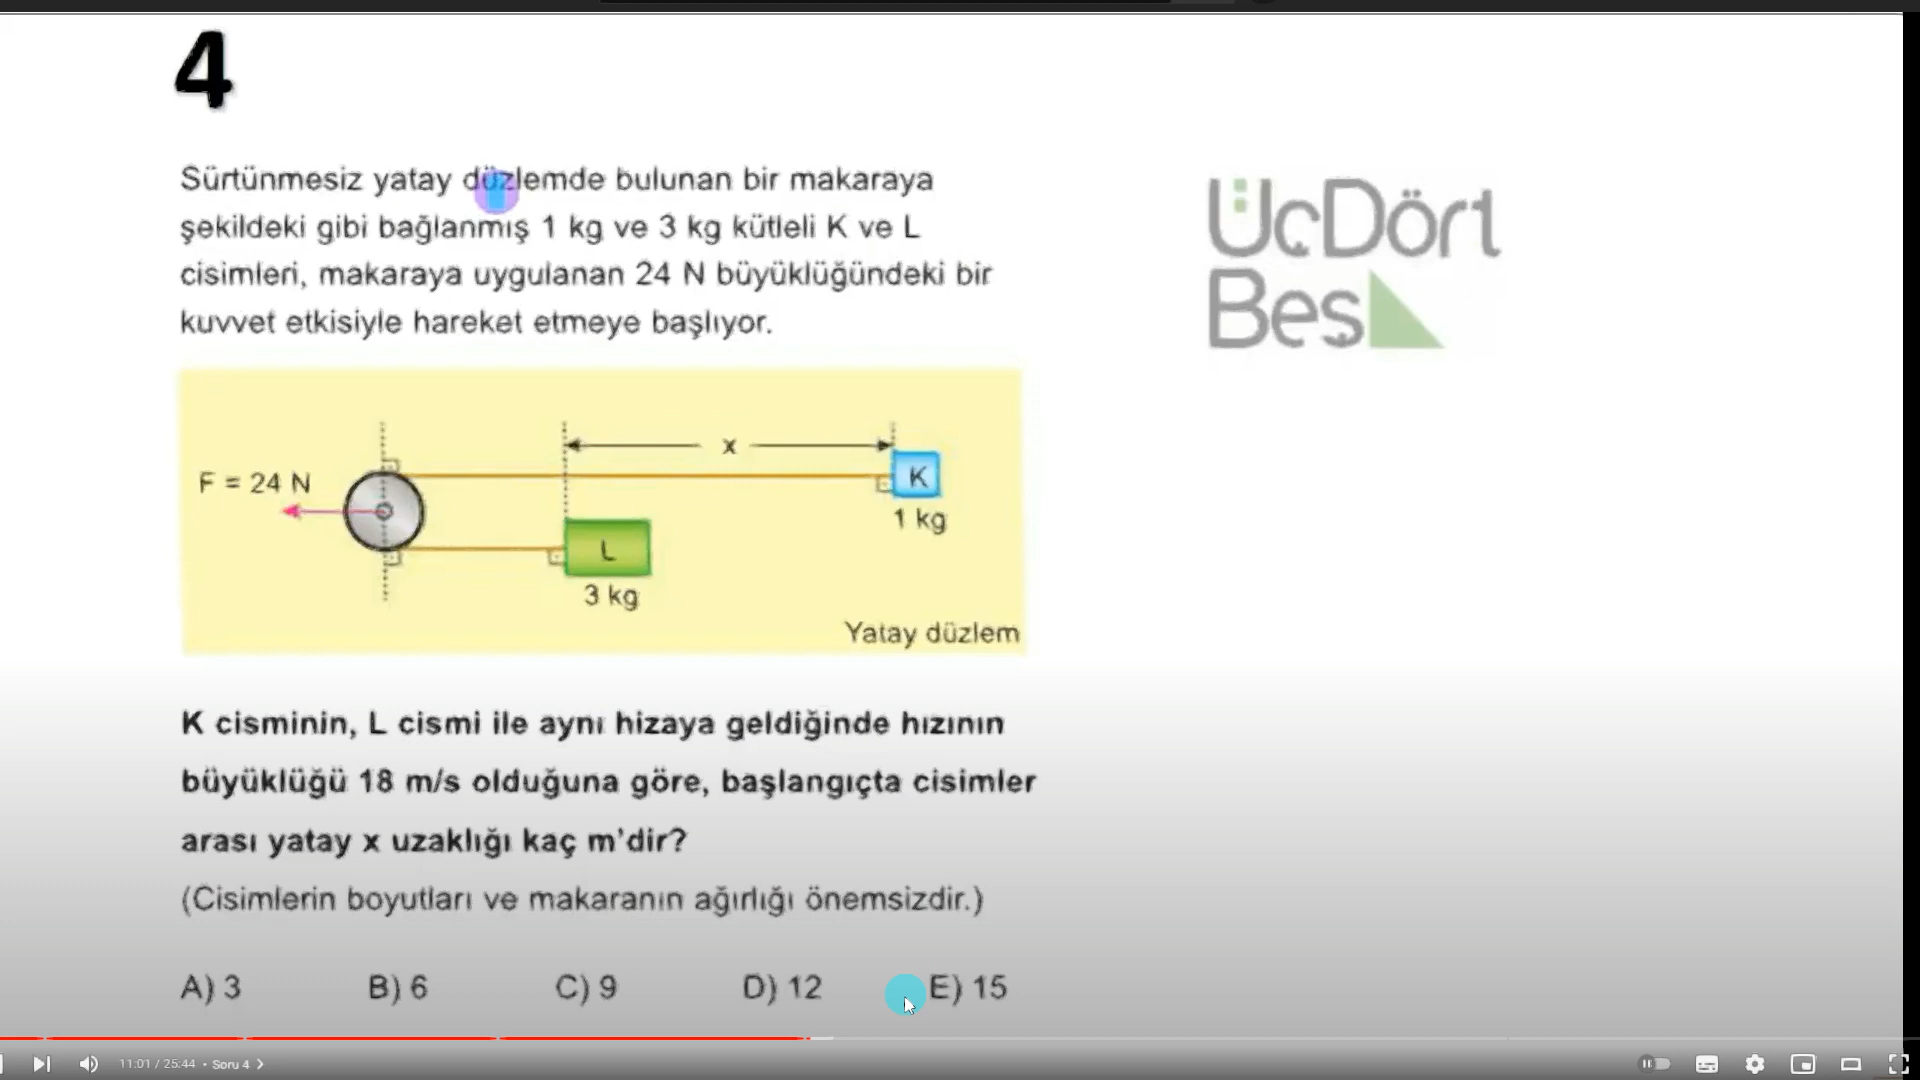 4
Sürtünmesiz yatay düzlemde bulunan bir makaraya
şekildeki gibi bağlanmış 1 kg ve 3 kg kütleli K ve L
cisimleri, makaraya uygulanan 24 N büyüklüğündeki bir
kuvvet etkisiyle hareket etmeye başlıyor.
ÜçDört
Beş
x
F = 24 N
K
1 kg
L
3 kg
Yatay düzlem
K cisminin, L cismi ile aynı hizaya geldiğinde hızının
büyüklüğü 18 m/s olduğuna göre, başlangıçta cisimler
arası yatay x uzaklığı kaç m'dir?
(Cisimlerin boyutları ve makaranın ağırlığı önemsizdir.)
A) 3 B) 6 C) 9 D) 12 E) 15
11:01 / 25:44 • Soru 4